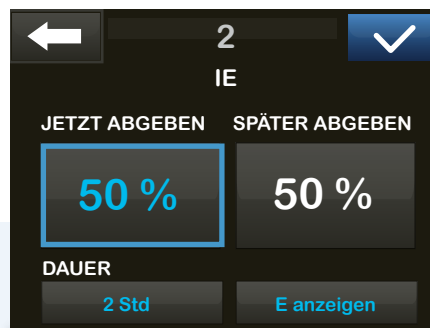 2
IE
JETZT ABGEBEN SPÄTER ABGEBEN
50 % 50 %
DAUER
2 Std E anzeigen